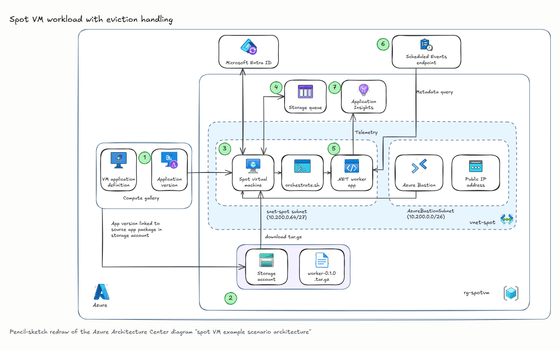 Spot VM workload with eviction handling
6
Microsoft Entra ID
Scheduled Events
endpoint
4
7
Metadata query
Storage queue
Application
Insights
Telemetry
1
3
5
VM application
definition
Application
version
Spot virtual
machine
orchestrate.sh
.NET worker
app
Azure Bastion
Public IP
address
Compute gallery
snet-spot subnet
(10.200.0.64/27)
AzureBastionSubnet
(10.200.0.0/26)
vnet-spot
App version linked to
source app package in
storage account
download tar.gz
Storage
account
worker-0.1.0
.tar.gz
2
Azure
rg-spotvm
Pencil-sketch redraw of the Azure Architecture Center diagram "spot VM example scenario architecture"